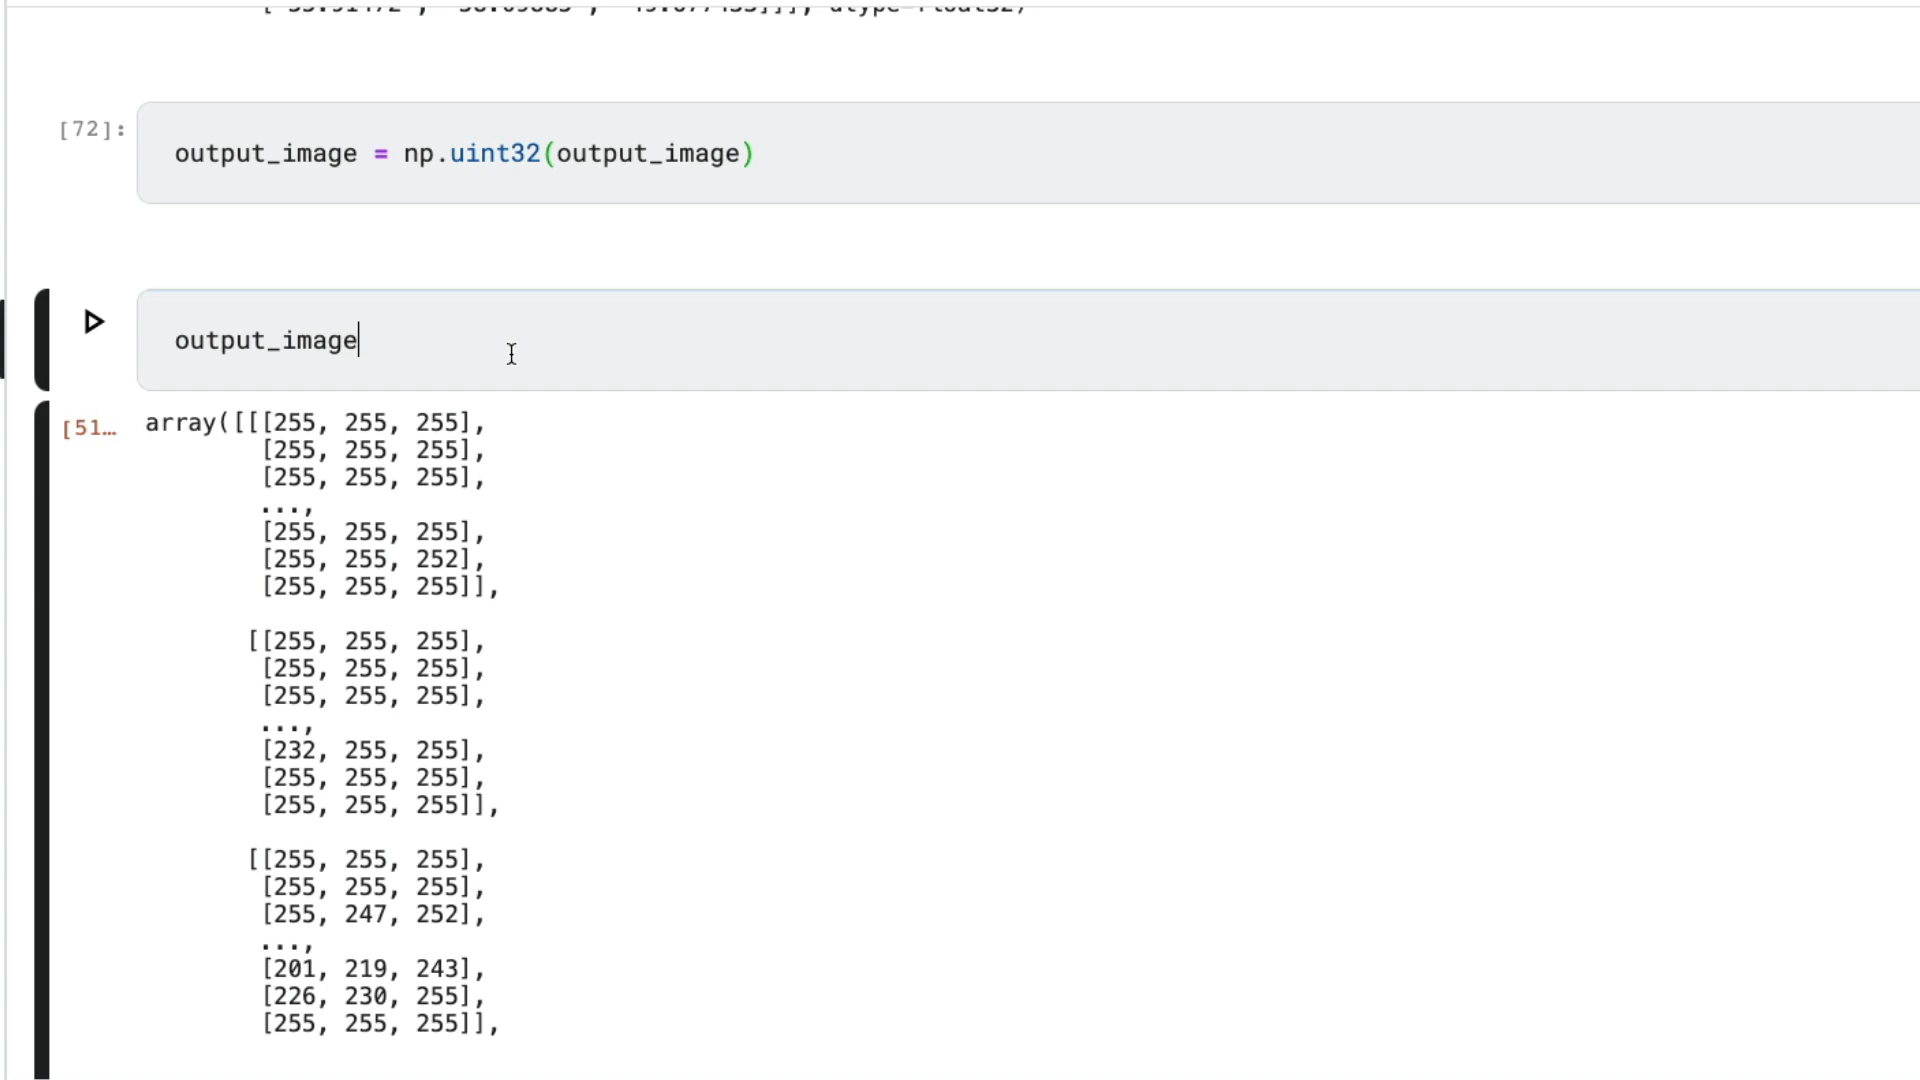 [72]:
output_image = np.uint32(output_image)
output_image
[51…
array([[[255, 255, 255],
[255, 255, 255],
[255, 255, 255],
...,
[255, 255, 255],
[255, 255, 252],
[255, 255, 255]],
[[255, 255, 255],
[255, 255, 255],
[255, 255, 255],
...,
[232, 255, 255],
[255, 255, 255],
[255, 255, 255]],
[[255, 255, 255],
[255, 255, 255],
[255, 247, 252],
...,
[201, 219, 243],
[226, 230, 255],
[255, 255, 255]],